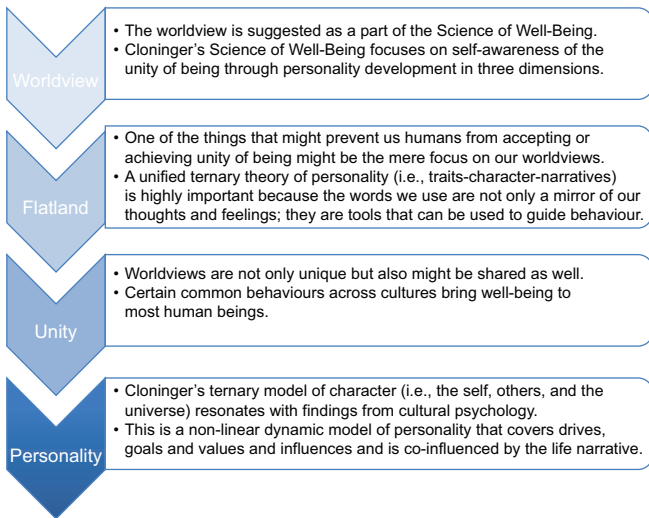 Worldview
• The worldview is suggested as a part of the Science of Well-Being.
• Cloninger's Science of Well-Being focuses on self-awareness of the
unity of being through personality development in three dimensions.
Flatland
• One of the things that might prevent us humans from accepting or
achieving unity of being might be the mere focus on our worldviews.
• A unified ternary theory of personality (i.e., traits-character-narratives)
is highly important because the words we use are not only a mirror of our
thoughts and feelings; they are tools that can be used to guide behaviour.
Unity
• Worldviews are not only unique but also might be shared as well.
• Certain common behaviours across cultures bring well-being to
most human beings.
Personality
• Cloninger's ternary model of character (i.e., the self, others, and the
universe) resonates with findings from cultural psychology.
• This is a non-linear dynamic model of personality that covers drives,
goals and values and influences and is co-influenced by the life narrative.